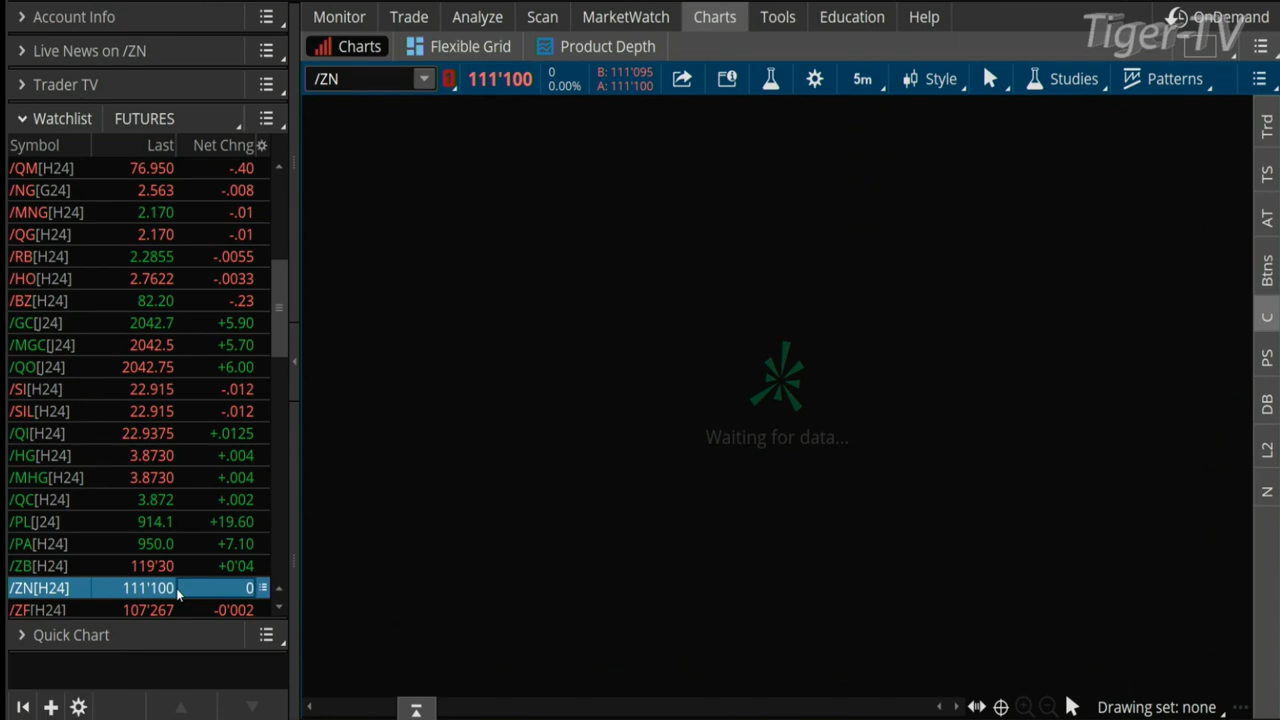 Account Info
Live News on /ZN
Trader TV
Watchlist FUTURES
Symbol Last Net Chng
/QM[H24] 76.950 -.40
/NG[G24] 2.563 -.008
/MNG[H24] 2.170 -.01
/QG[H24] 2.170 -.01
/RB[H24] 2.2855 -.0055
/HO[H24] 2.7622 -.0033
/BZ[H24] 82.20 -.23
/GC[J24] 2042.7 +5.90
/MGC[J24] 2042.5 +5.70
/QO[J24] 2042.75 +6.00
/SI[H24] 22.915 -.012
/SIL[H24] 22.915 -.012
/QI[H24] 22.9375 +.0125
/HG[H24] 3.8730 +.004
/MHG[H24] 3.8730 +.004
/QC[H24] 3.872 +.002
/PL[J24] 914.1 +19.60
/PA[H24] 950.0 +7.10
/ZB[H24] 119'30 +0'04
/ZN[H24] 111'100 0
/ZF[H24] 107'267 -0'002
Quick Chart
Monitor Trade Analyze Scan MarketWatch Charts Tools Education Help
OnDemand
Tiger-TV
Charts Flexible Grid Product Depth
/ZN 111'100 0 0.00% B: 111'095 A: 111'100 5m Style Studies Patterns
Waiting for data...
Trd
TS
AT
Btns
C
PS
DB
L2
N
Drawing set: none